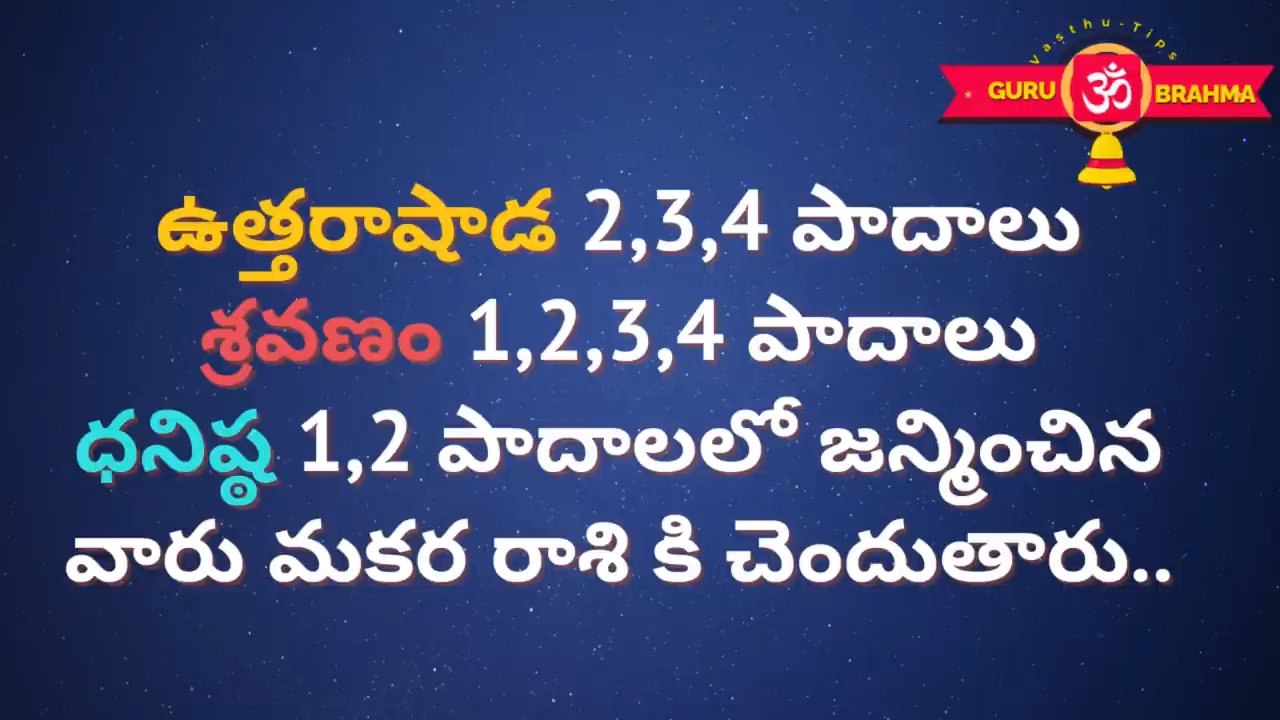 Vasthu-Tips
GURU ॐ BRAHMA
ఉత్తరాషాడ 2,3,4 పాదాలు
శ్రవణం 1,2,3,4 పాదాలు
ధనిష్ఠ 1,2 పాదాలలో జన్మించిన
వారు మకర రాశి కి చెందుతారు..